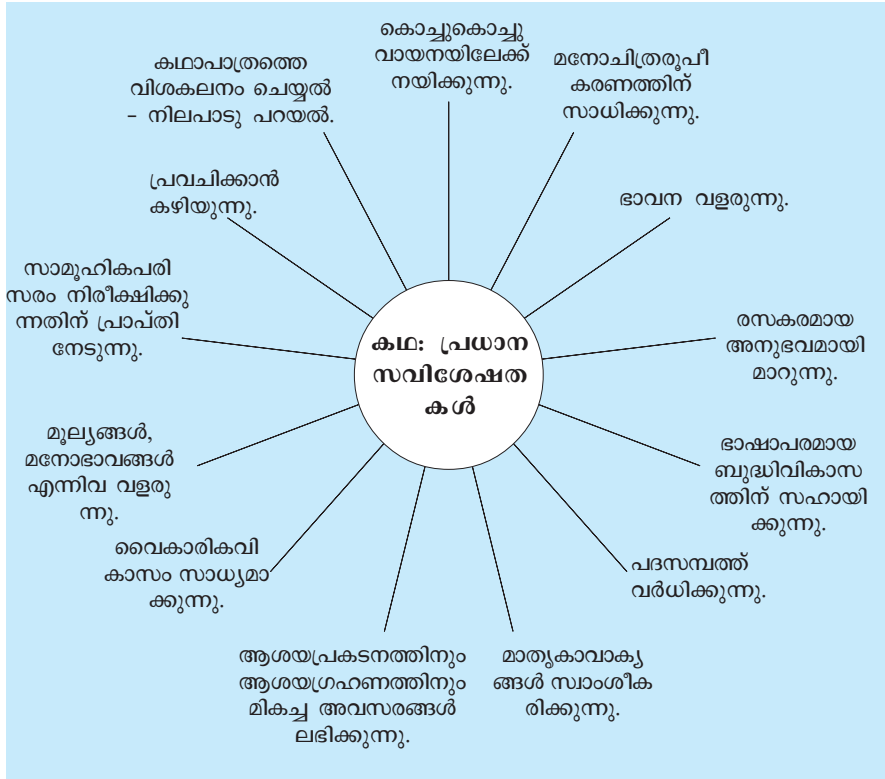 കൊച്ചുകൊച്ചു
വായനയിലേക്ക്
നയിക്കുന്നു.
മനോചിത്രരൂപീ
കരണത്തിന്
സാധിക്കുന്നു.
ഭാവന വളരുന്നു.
രസകരമായ
അനുഭവമായി
മാറുന്നു.
ഭാഷാപരമായ
ബുദ്ധിവികാസ
ത്തിന് സഹായി
ക്കുന്നു.
പദസമ്പത്ത്
വർധിക്കുന്നു.
മാതൃകാവാക്യ
ങ്ങൾ സ്വാംശീക
രിക്കുന്നു.
ആശയപ്രകടനത്തിനും
ആശയഗ്രഹണത്തിനും
മികച്ച അവസരങ്ങൾ
ലഭിക്കുന്നു.
വൈകാരികവി
കാസം സാധ്യമാ
ക്കുന്നു.
മൂല്യങ്ങൾ,
മനോഭാവങ്ങൾ
എന്നിവ വളരു
ന്നു.
സാമൂഹികപരി
സരം നിരീക്ഷിക്കു
ന്നതിന് പ്രാപ്തി
നേടുന്നു.
പ്രവചിക്കാൻ
കഴിയുന്നു.
കഥാപാത്രത്തെ
വിശകലനം ചെയ്യൽ
– നിലപാടു പറയൽ.
കഥ: പ്രധാന
സവിശേഷത
കൾ